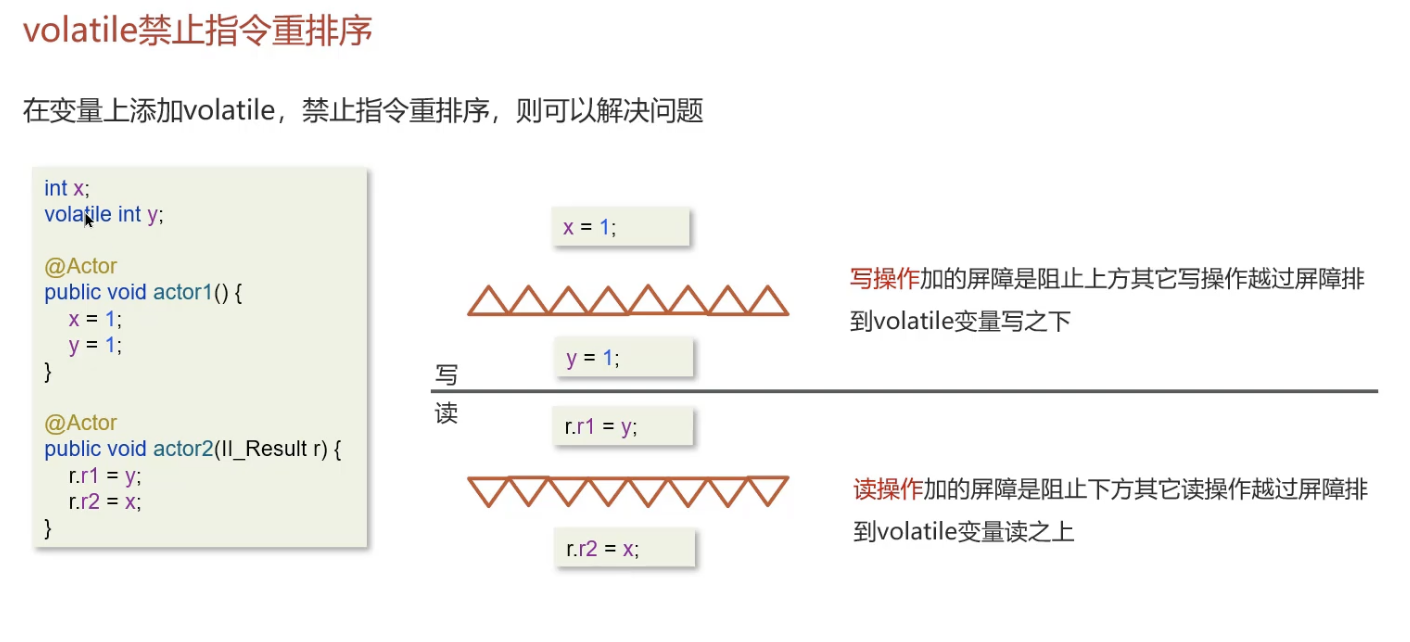 volatile禁止指令重排序
在变量上添加volatile，禁止指令重排序，则可以解决问题
int x;
volatile int y;
@Actor
public void actor1() {
x = 1;
y = 1;
}
@Actor
public void actor2(II_Result r) {
r.r1 = y;
r.r2 = x;
}
x = 1;
写操作加的屏障是阻止上方其它写操作越过屏障排
到volatile变量写之下
y = 1;
写
读
r.r1 = y;
读操作加的屏障是阻止下方其它读操作越过屏障排
到volatile变量读之上
r.r2 = x;